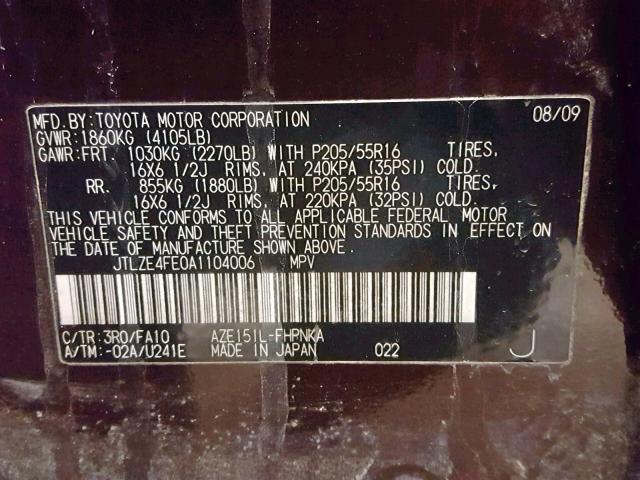 MFD.BY:TOYOTA MOTOR CORPORATION 08/09
GVWR:1860KG (4105LB)
GAWR:FRT. 1030KG (2270LB) WITH P205/55R16 TIRES,
16X6 1/2J RIMS, AT 240KPA (35PSI) COLD.
RR. 855KG (1880LB) WITH P205/55R16 TIRES,
16X6 1/2J RIMS, AT 220KPA (32PSI) COLD.
THIS VEHICLE CONFORMS TO ALL APPLICABLE FEDERAL MOTOR
VEHICLE SAFETY AND THEFT PREVENTION STANDARDS IN EFFECT ON
THE DATE OF MANUFACTURE SHOWN ABOVE.
JTLZE4FE0A1104006 MPV
C/TR:3R0/FA10 AZE151L-FHPNKA
A/TM:-02A/U241E MADE IN JAPAN 022 J